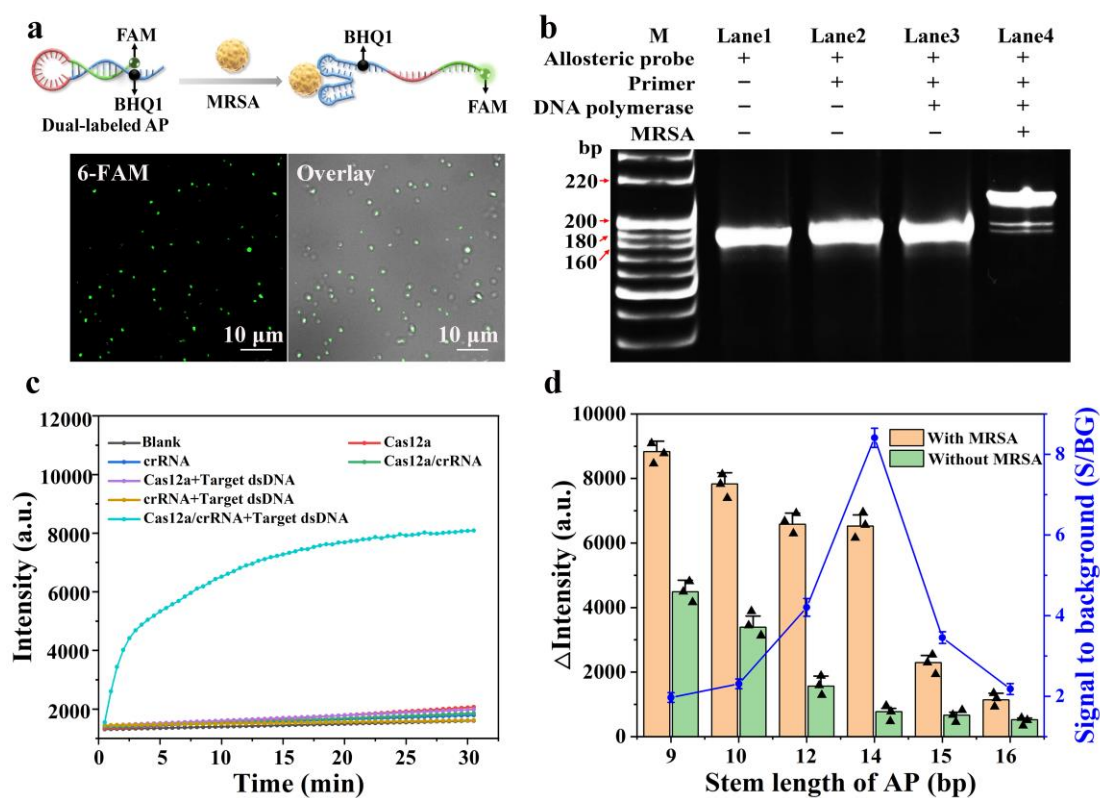 a
FAM
BHQ1
Dual-labeled AP
MRSA
BHQ1
FAM
6-FAM
10 μm
Overlay
10 μm
b
M Lane1 Lane2 Lane3 Lane4
Allosteric probe + + + +
Primer − + + +
DNA polymerase − − + +
MRSA − − − +
bp
220
200
180
160
c
12000
10000
8000
6000
4000
2000
Intensity (a.u.)
Blank
Cas12a
crRNA
Cas12a/crRNA
Cas12a+Target dsDNA
crRNA+Target dsDNA
Cas12a/crRNA+Target dsDNA
0 5 10 15 20 25 30
Time (min)
d
10000
8000
6000
4000
2000
0
△Intensity (a.u.)
With MRSA
Without MRSA
8
6
4
2
Signal to background (S/BG)
9 10 12 14 15 16
Stem length of AP (bp)